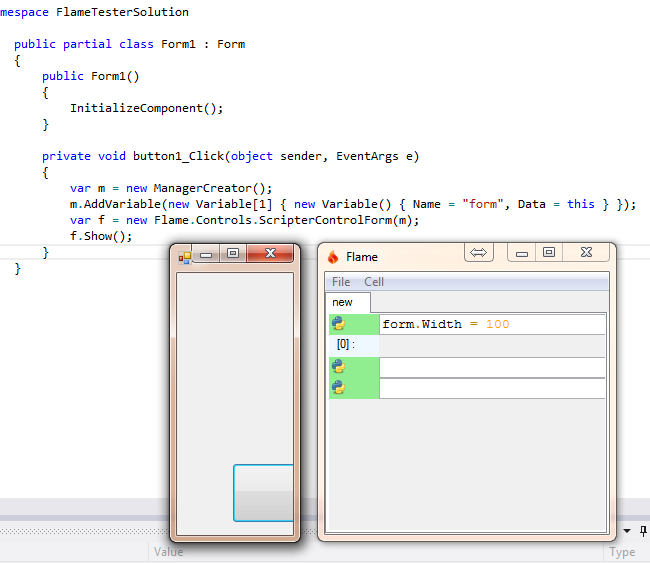 mespace FlameTesterSolution
public partial class Form1 : Form
{
public Form1()
{
InitializeComponent();
}
private void button1_Click(object sender, EventArgs e)
{
var m = new ManagerCreator();
m.AddVariable(new Variable[1] { new Variable() { Name = "form", Data = this } });
var f = new Flame.Controls.ScripterControlForm(m);
f.Show();
}
}
Flame
File Cell
new
form.Width = 100
[0] :
Value Type